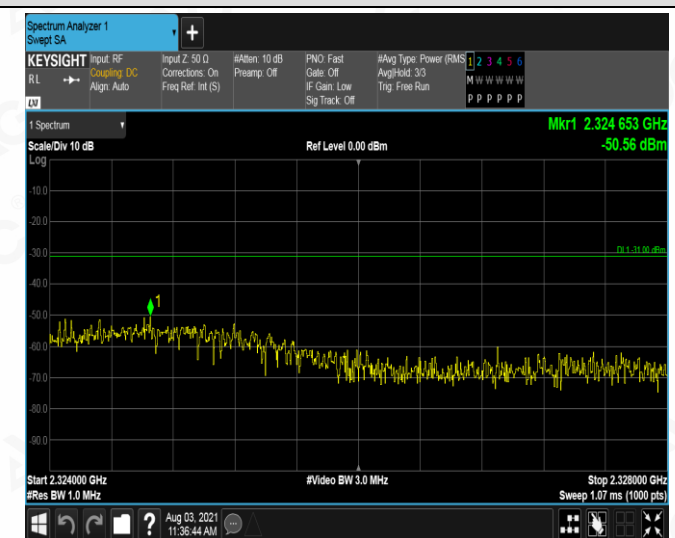 Spectrum Analyzer 1
Swept SA
+
KEYSIGHT
RL
LXI
Input: RF
Coupling: DC
Align: Auto
Input Z: 50 Ω
Corrections: On
Freq Ref: Int (S)
#Atten: 10 dB
Preamp: Off
PNO: Fast
Gate: Off
IF Gain: Low
Sig Track: Off
#Avg Type: Power (RMS
Avg|Hold: 3/3
Trig: Free Run
1 2 3 4 5 6
M W W W W W
P P P P P P
1 Spectrum
Mkr1 2.324 653 GHz
Scale/Div 10 dB
Ref Level 0.00 dBm
-50.56 dBm
Log
-10.0
-20.0
-30.0
DL1 -31.00 dBm
-40.0
1
-50.0
-60.0
-70.0
-80.0
-90.0
Start 2.324000 GHz
#Video BW 3.0 MHz
Stop 2.328000 GHz
#Res BW 1.0 MHz
Sweep 1.07 ms (1000 pts)
?
Aug 03, 2021
11:36:44 AM